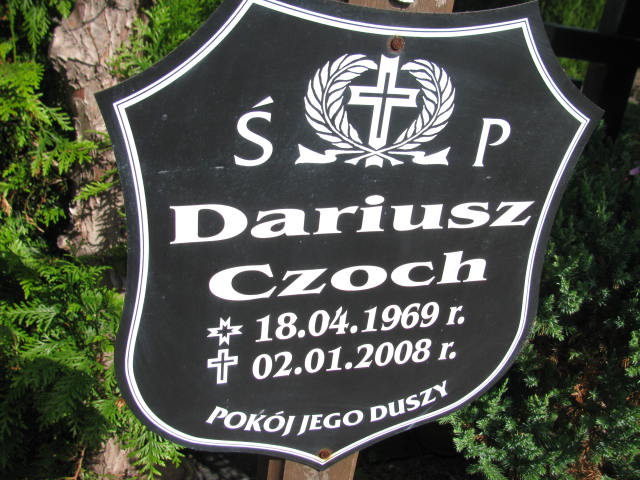 Ś P
Dariusz
Czoch
18.04.1969 r.
02.01.2008 r.
POKÓJ JEGO DUSZY